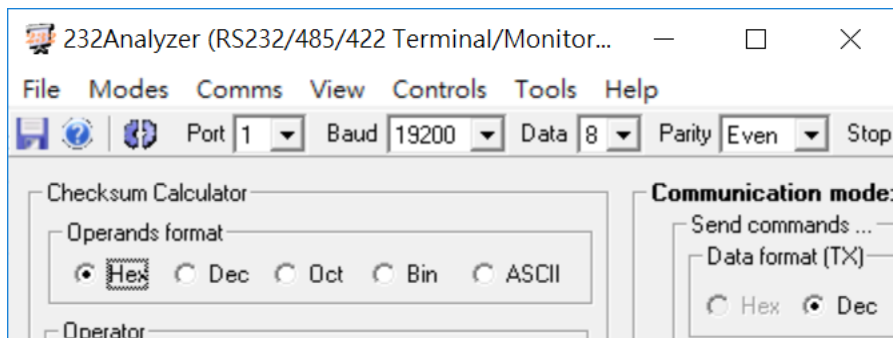 232Analyzer (RS232/485/422 Terminal/Monitor...
File Modes Comms View Controls Tools Help
Port 1 Baud 19200 Data 8 Parity Even Stop
Checksum Calculator
Operands format
Hex Dec Oct Bin ASCII
Operator
Communication mode:
Send commands ...
Data format (TX)
Hex Dec